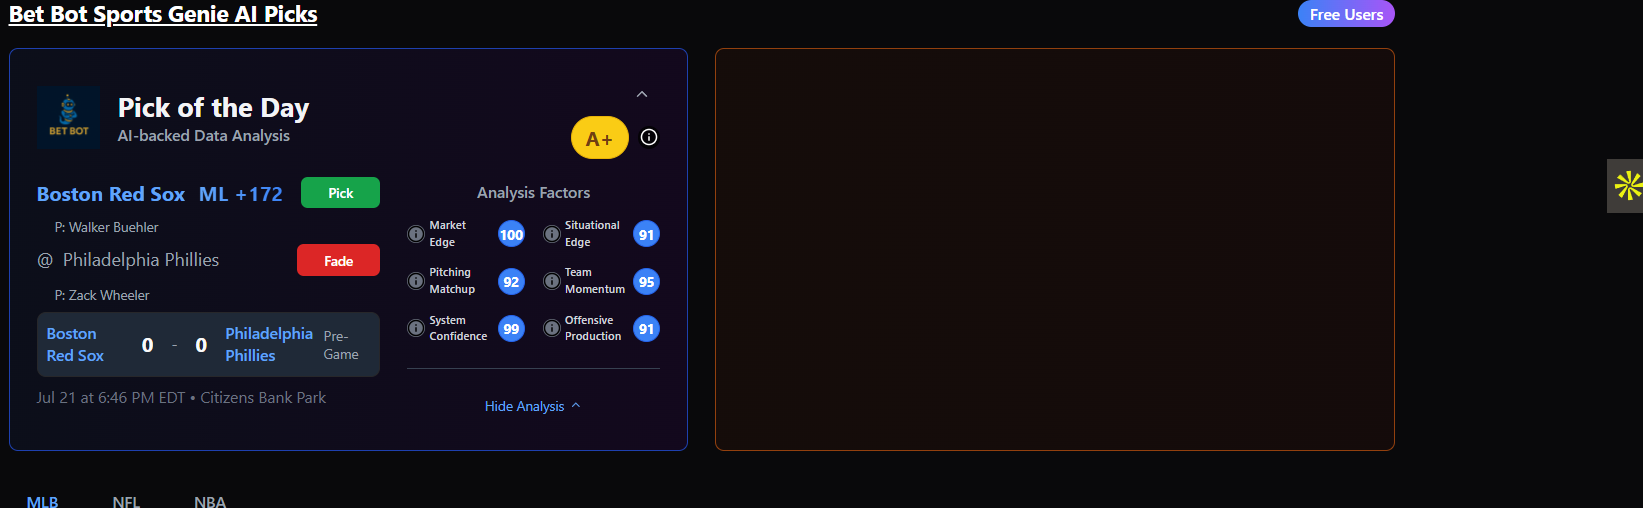 Bet Bot Sports Genie AI Picks
Free Users
BET BOT
Pick of the Day
AI-backed Data Analysis
A+
Boston Red Sox ML +172
Pick
P: Walker Buehler
@ Philadelphia Phillies
Fade
P: Zack Wheeler
Boston
Red Sox
0 - 0
Philadelphia
Phillies
Pre-
Game
Jul 21 at 6:46 PM EDT • Citizens Bank Park
Analysis Factors
Market
Edge
100
Situational
Edge
91
Pitching
Matchup
92
Team
Momentum
95
System
Confidence
99
Offensive
Production
91
Hide Analysis
MLB
NFL
NBA